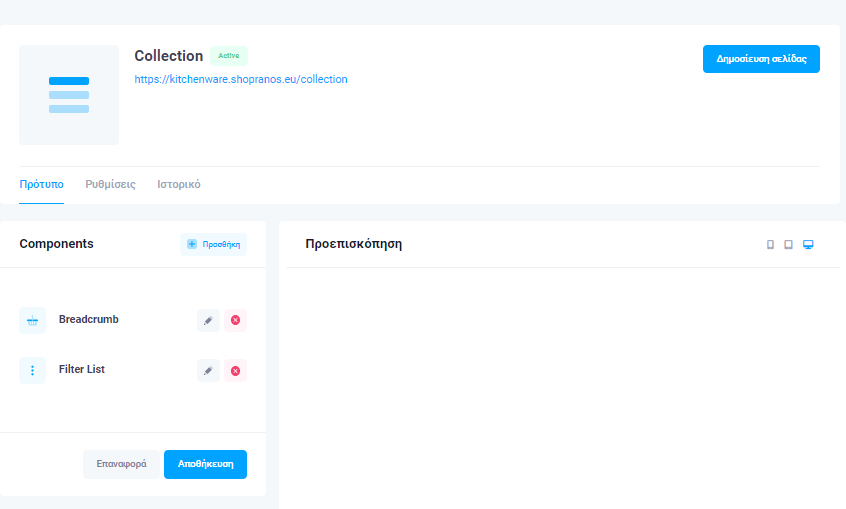 Collection Active
Δημοσίευση σελίδας
https://kitchenware.shopranos.eu/collection
Πρότυπο Ρυθμίσεις Ιστορικό
Components Προσθήκη
Προεπισκόπηση
Breadcrumb
Filter List
Επαναφορά Αποθήκευση